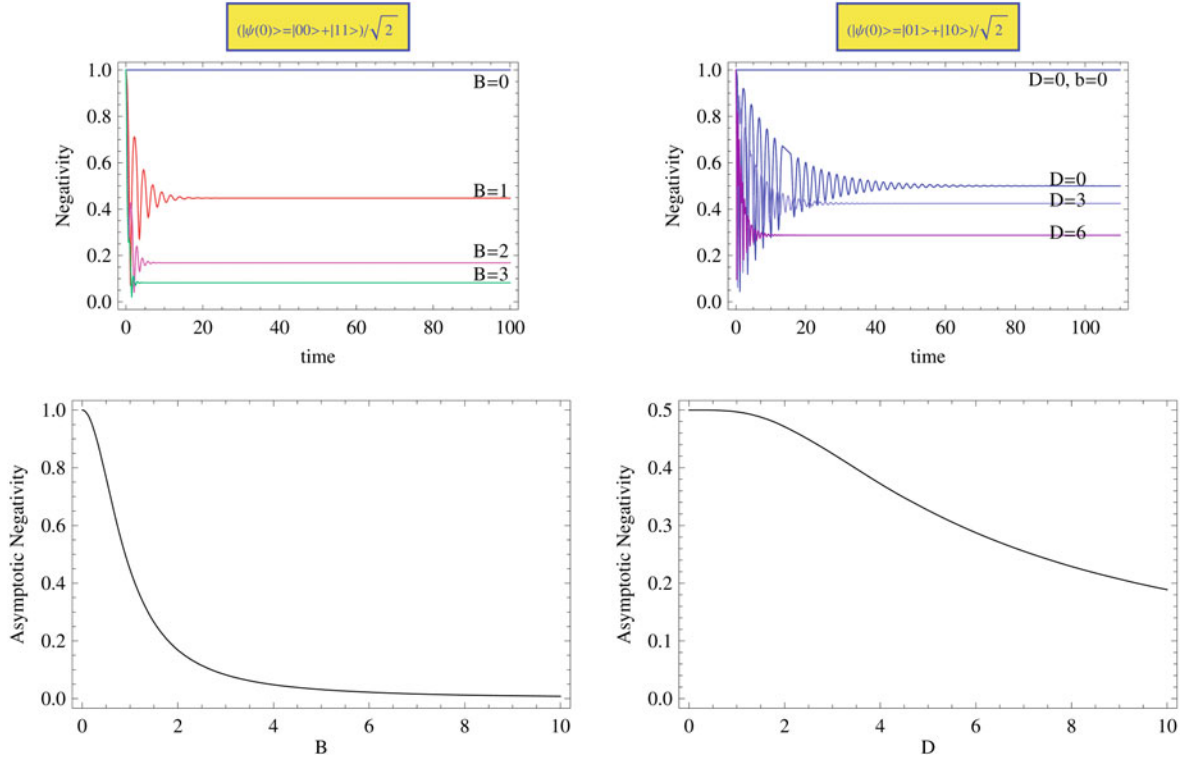 (|ψ(0)>=|00>+|11>)/√2
(|ψ(0)>=|01>+|10>)/√2
Negativity
1.0
0.8
0.6
0.4
0.2
0.0
B=0
B=1
B=2
B=3
0 20 40 60 80 100
time
Negativity
1.0
0.8
0.6
0.4
0.2
0.0
D=0, b=0
D=0
D=3
D=6
0 20 40 60 80 100
time
Asymptotic Negativity
1.0
0.8
0.6
0.4
0.2
0.0
0 2 4 6 8 10
B
Asymptotic Negativity
0.5
0.4
0.3
0.2
0.1
0.0
0 2 4 6 8 10
D